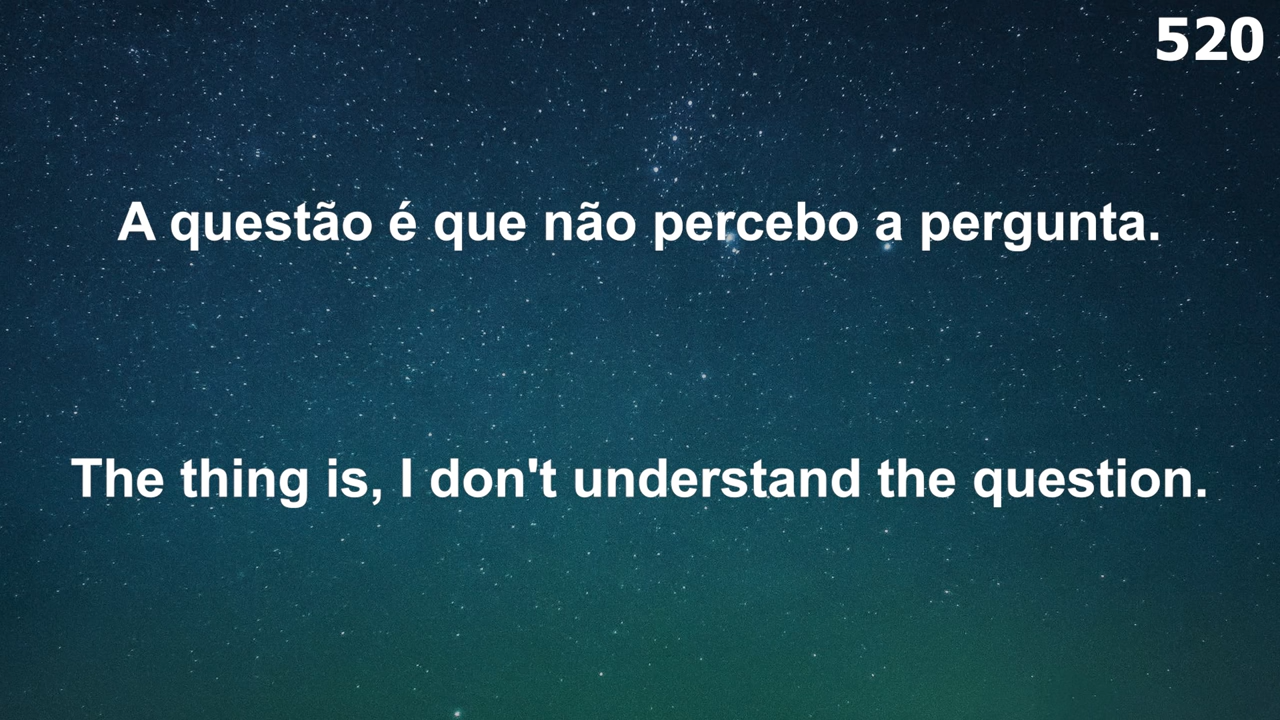 520
A questão é que não percebo a pergunta.
The thing is, I don't understand the question.